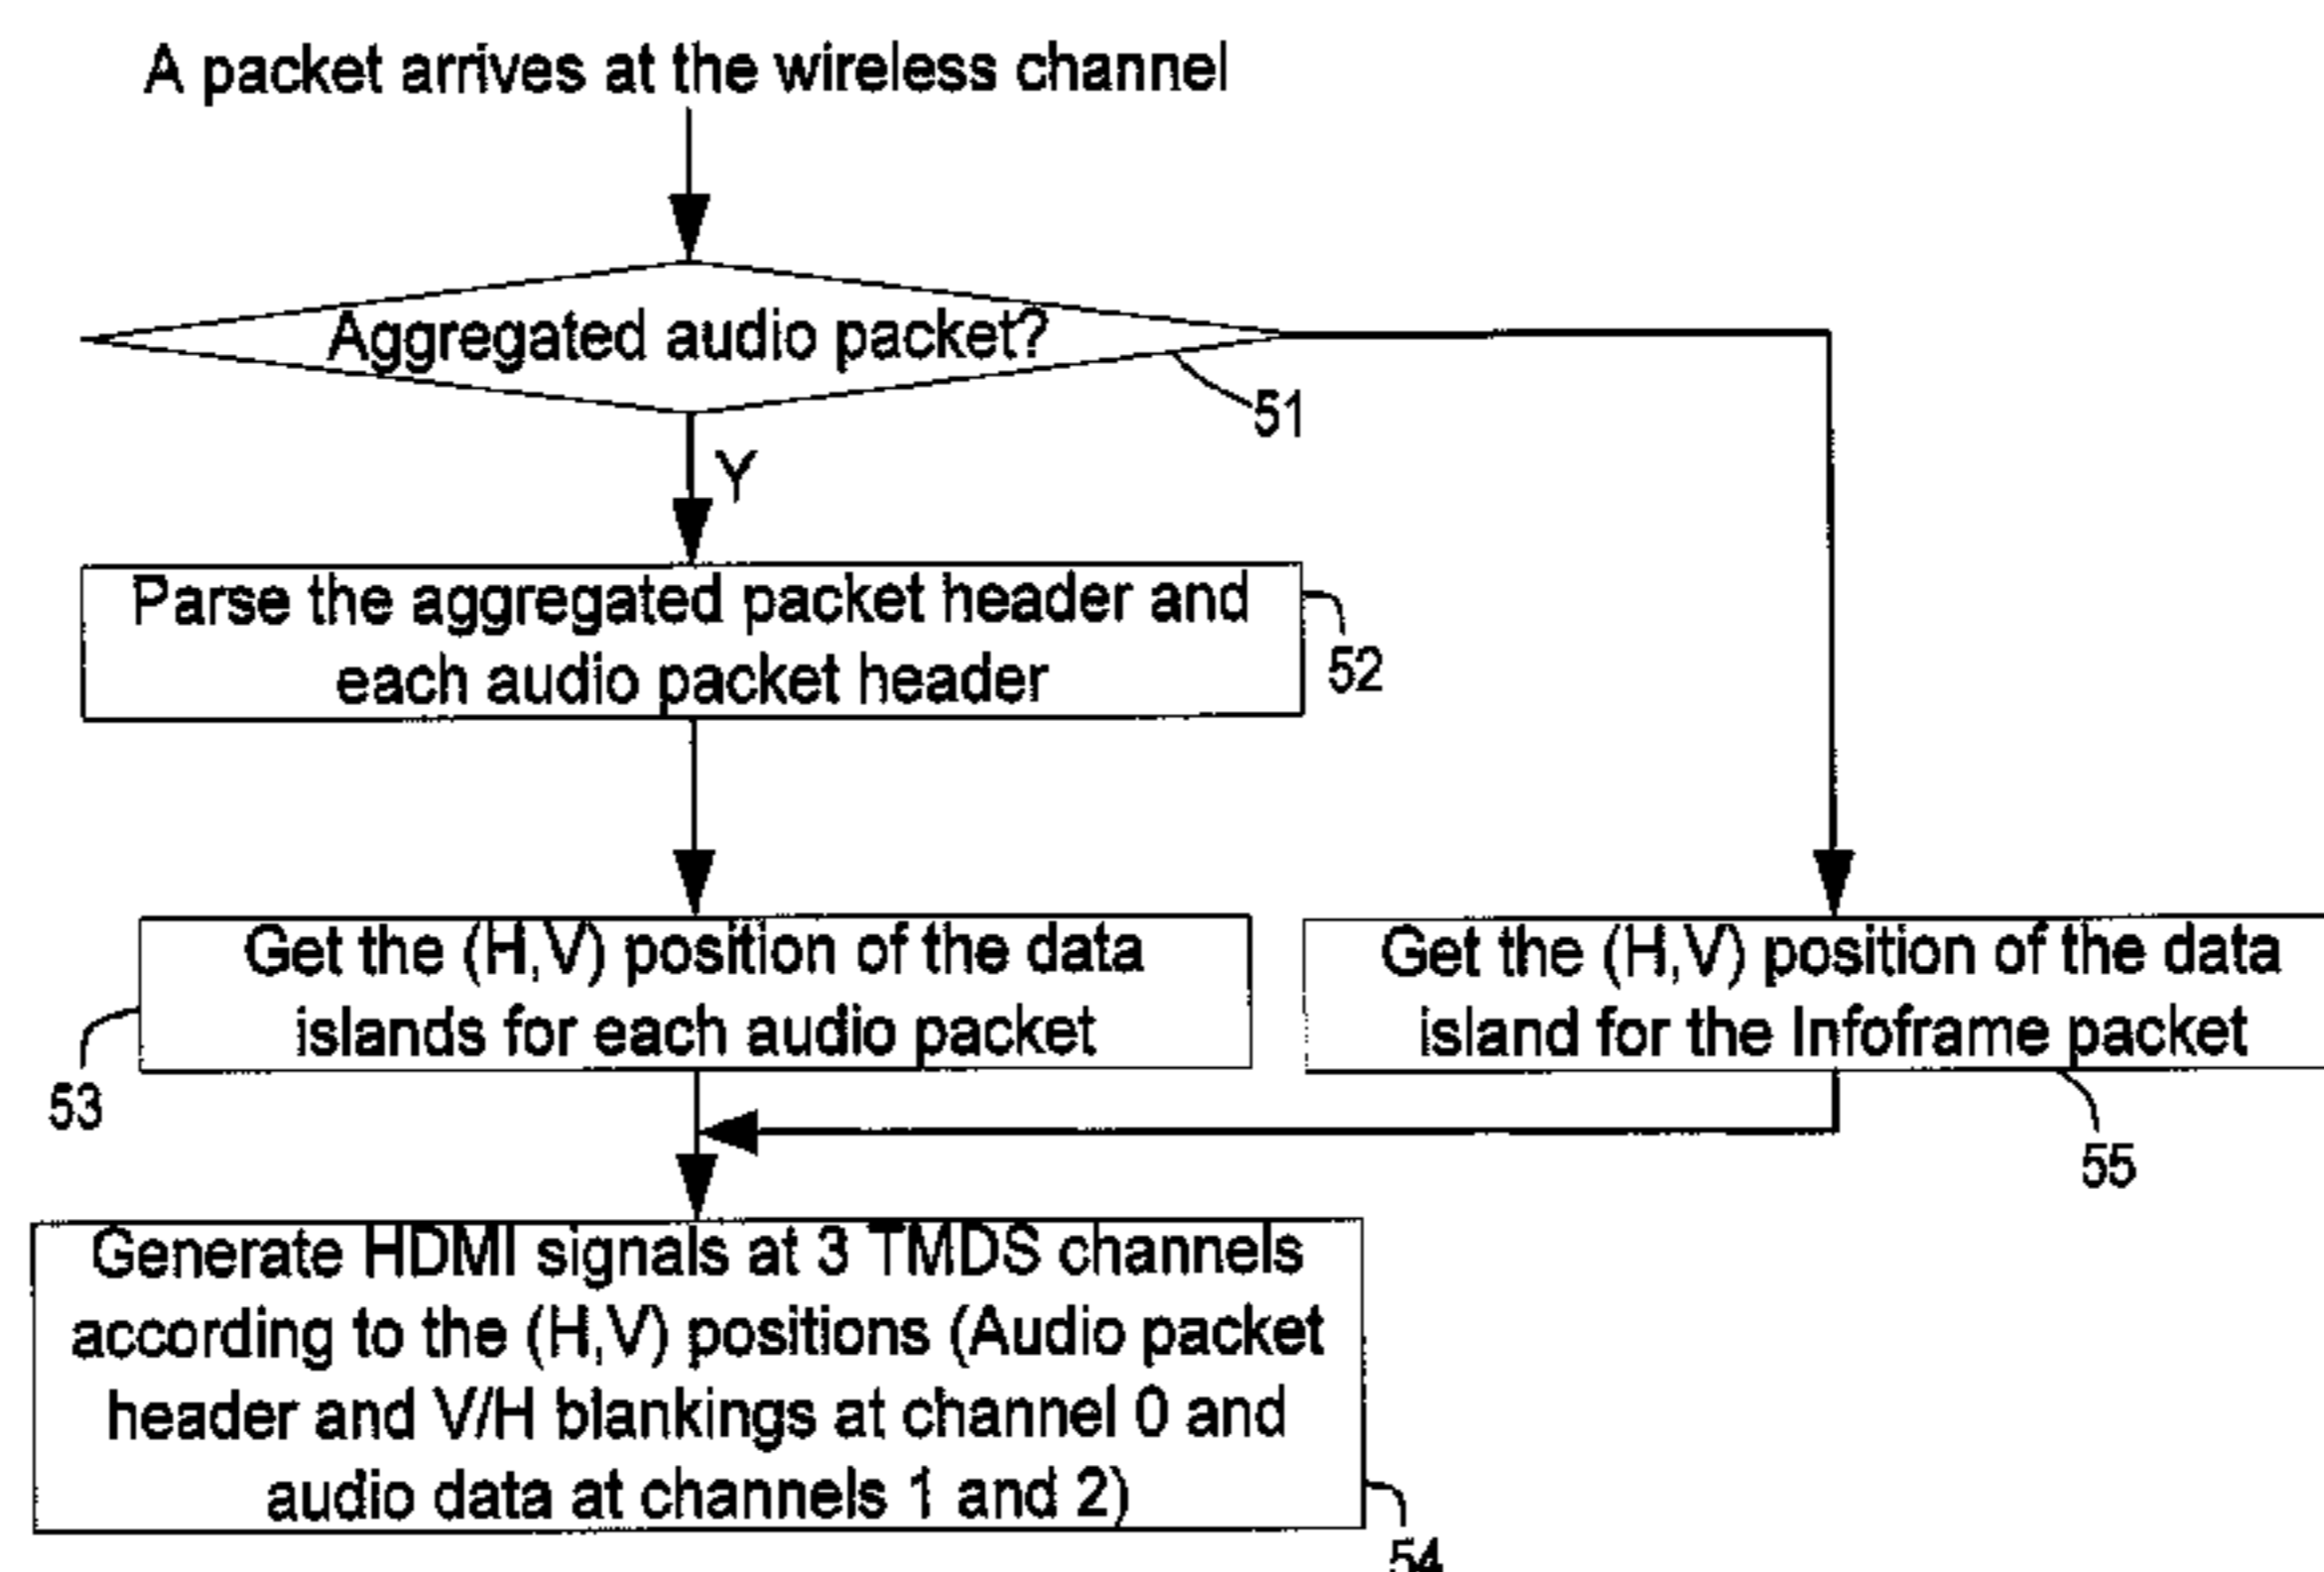 A packet arrives at the wireless channel
Aggregated audio packet?
51
Y
Parse the aggregated packet header and
each audio packet header
52
Get the (H,V) position of the data
islands for each audio packet
53
Get the (H,V) position of the data
island for the Infoframe packet
55
Generate HDMI signals at 3 TMDS channels
according to the (H,V) positions (Audio packet
header and V/H blankings at channel 0 and
audio data at channels 1 and 2)
54